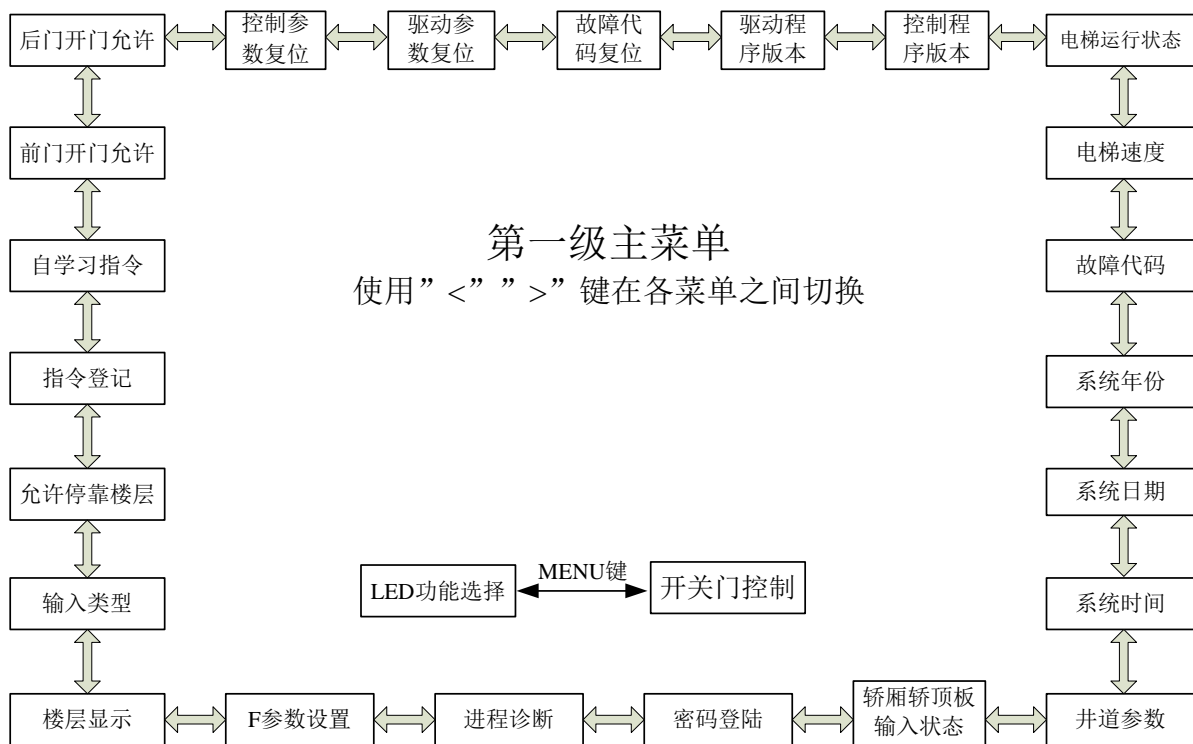 后门开门允许
控制参
数复位
驱动参
数复位
故障代
码复位
驱动程
序版本
控制程
序版本
电梯运行状态
前门开门允许
电梯速度
第一级主菜单
自学习指令
故障代码
使用”<” ”>”键在各菜单之间切换
指令登记
系统年份
允许停靠楼层
系统日期
LED功能选择
MENU键
开关门控制
输入类型
系统时间
楼层显示
F参数设置
进程诊断
密码登陆
轿厢轿顶板
输入状态
井道参数